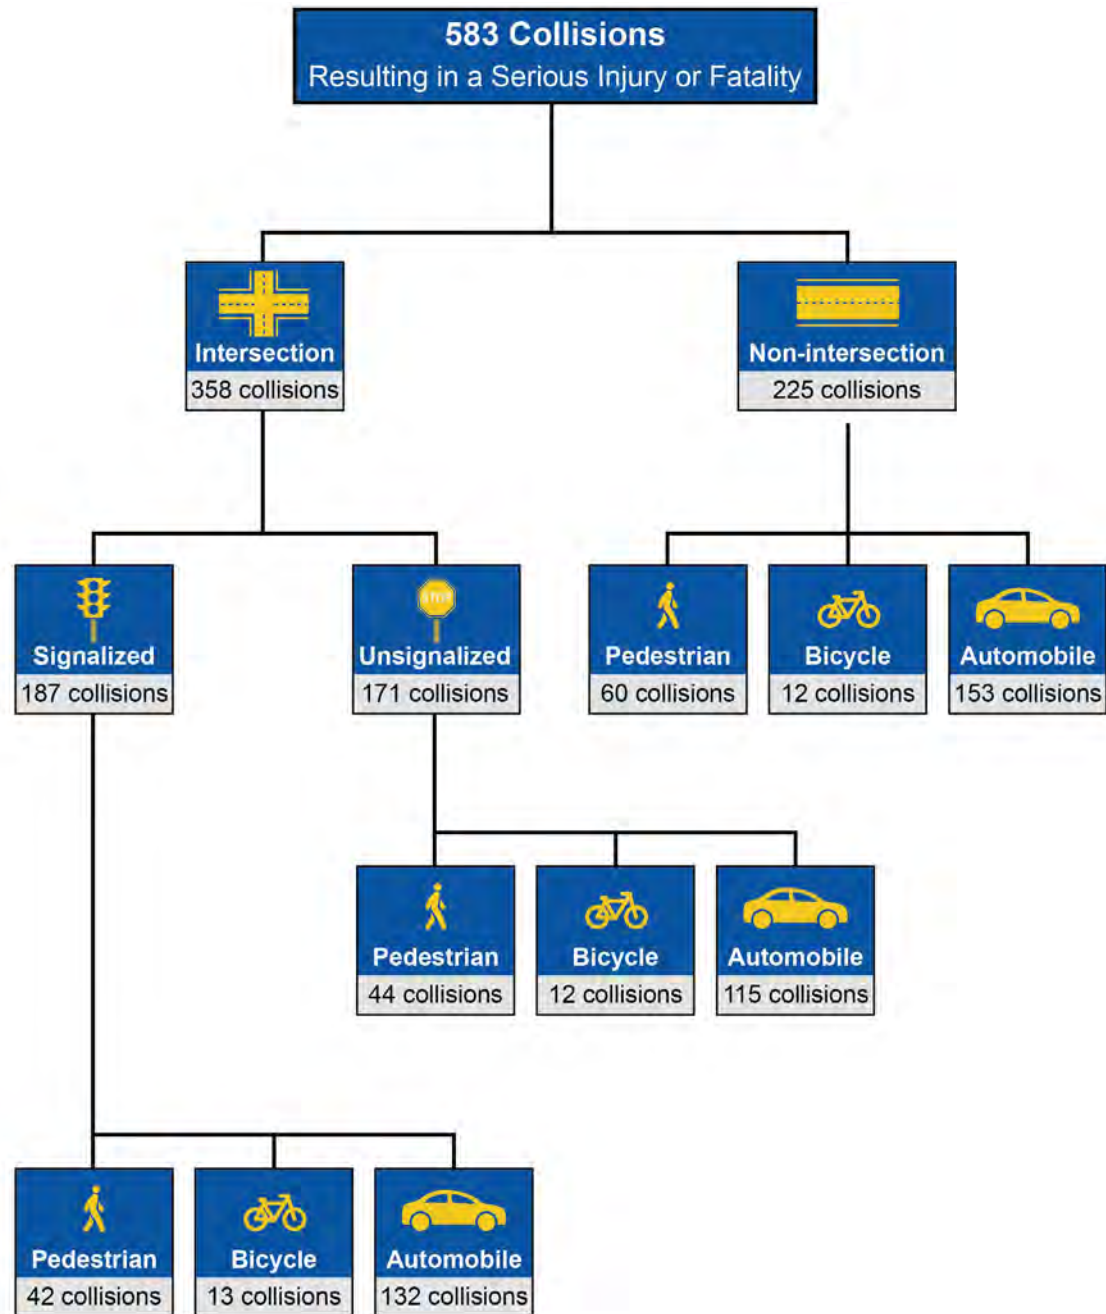 583 Collisions
Resulting in a Serious Injury or Fatality
Intersection
358 collisions
Non-intersection
225 collisions
Signalized
187 collisions
STOP
Unsignalized
171 collisions
Pedestrian
60 collisions
Bicycle
12 collisions
Automobile
153 collisions
Pedestrian
44 collisions
Bicycle
12 collisions
Automobile
115 collisions
Pedestrian
42 collisions
Bicycle
13 collisions
Automobile
132 collisions